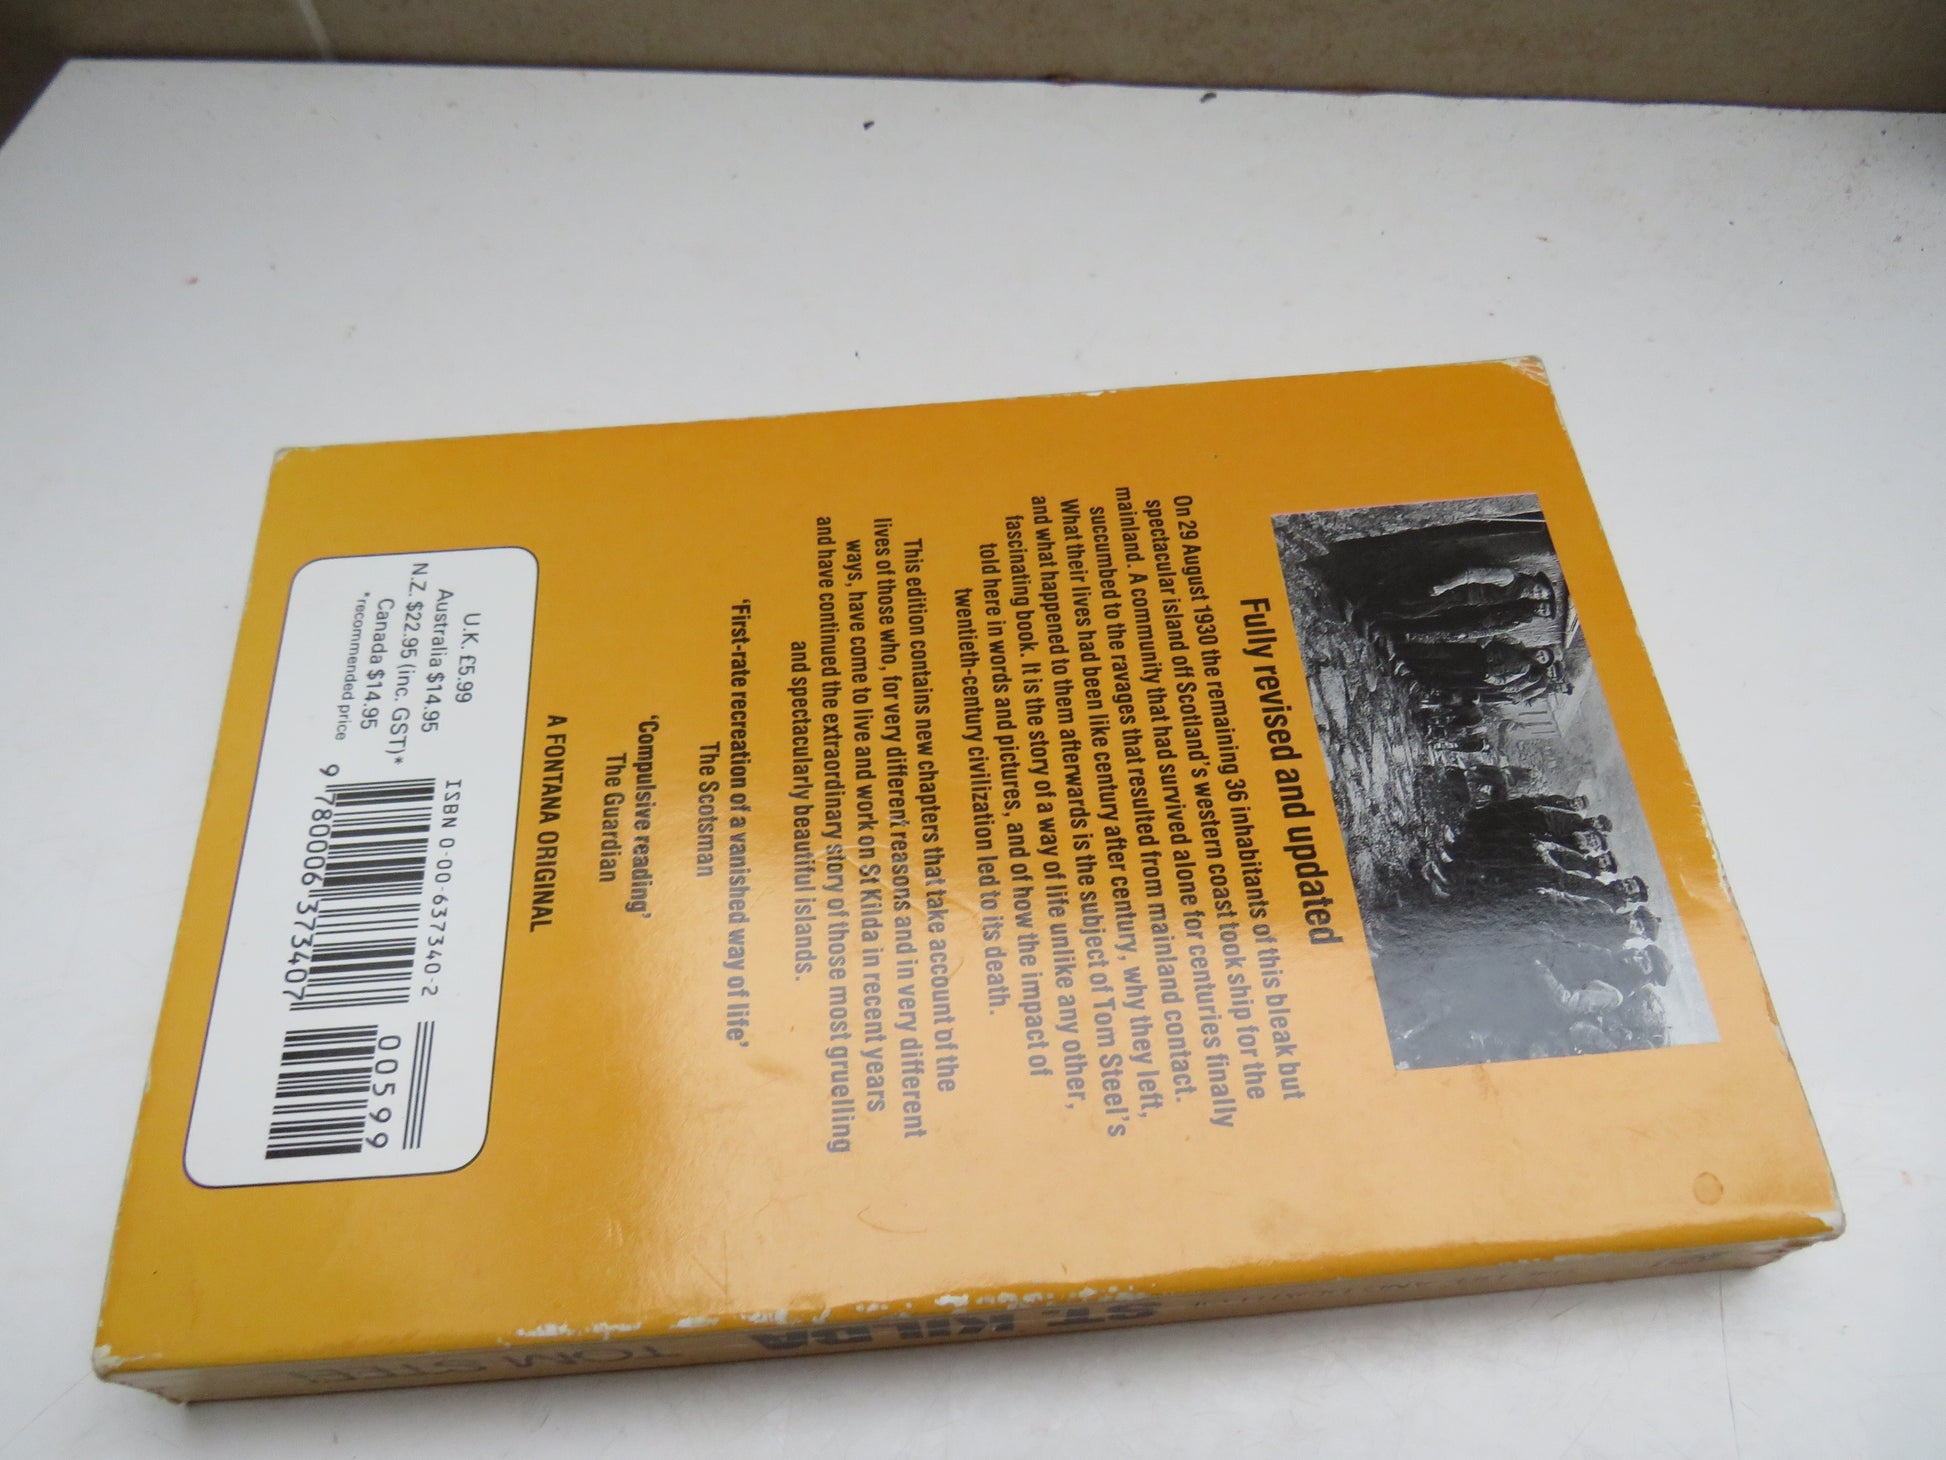 Fully revised and updated
On 29 August 1930 the remaining 36 inhabitants of this bleak but
spectacular island off Scotland's western coast took ship for the
mainland. A community that had survived alone for centuries finally
succumbed to the ravages that resulted from mainland contact.
What their lives had been like century after century, why they left,
and what happened to them afterwards is the subject of Tom Steel's
fascinating book. It is the story of a way of life unlike any other,
told here in words and pictures, and of how the impact of
twentieth-century civilization led to its death.
This edition contains new chapters that take account of the
lives of those who, for very different reasons and in very different
ways, have come to live and work on St Kilda in recent years
and have continued the extraordinary story of those most gruelling
and spectacularly beautiful islands.
'First-rate recreation of a vanished way of life'
The Scotsman
'Compulsive reading'
The Guardian
A FONTANA ORIGINAL
U.K. £5.99
Australia $14.95
N.Z. $22.95 (inc. GST)*
Canada $14.95
*recommended price
ISBN 0-00-637340-2
00599
9 780006 373407
ST. KILDA
TOM STEEL